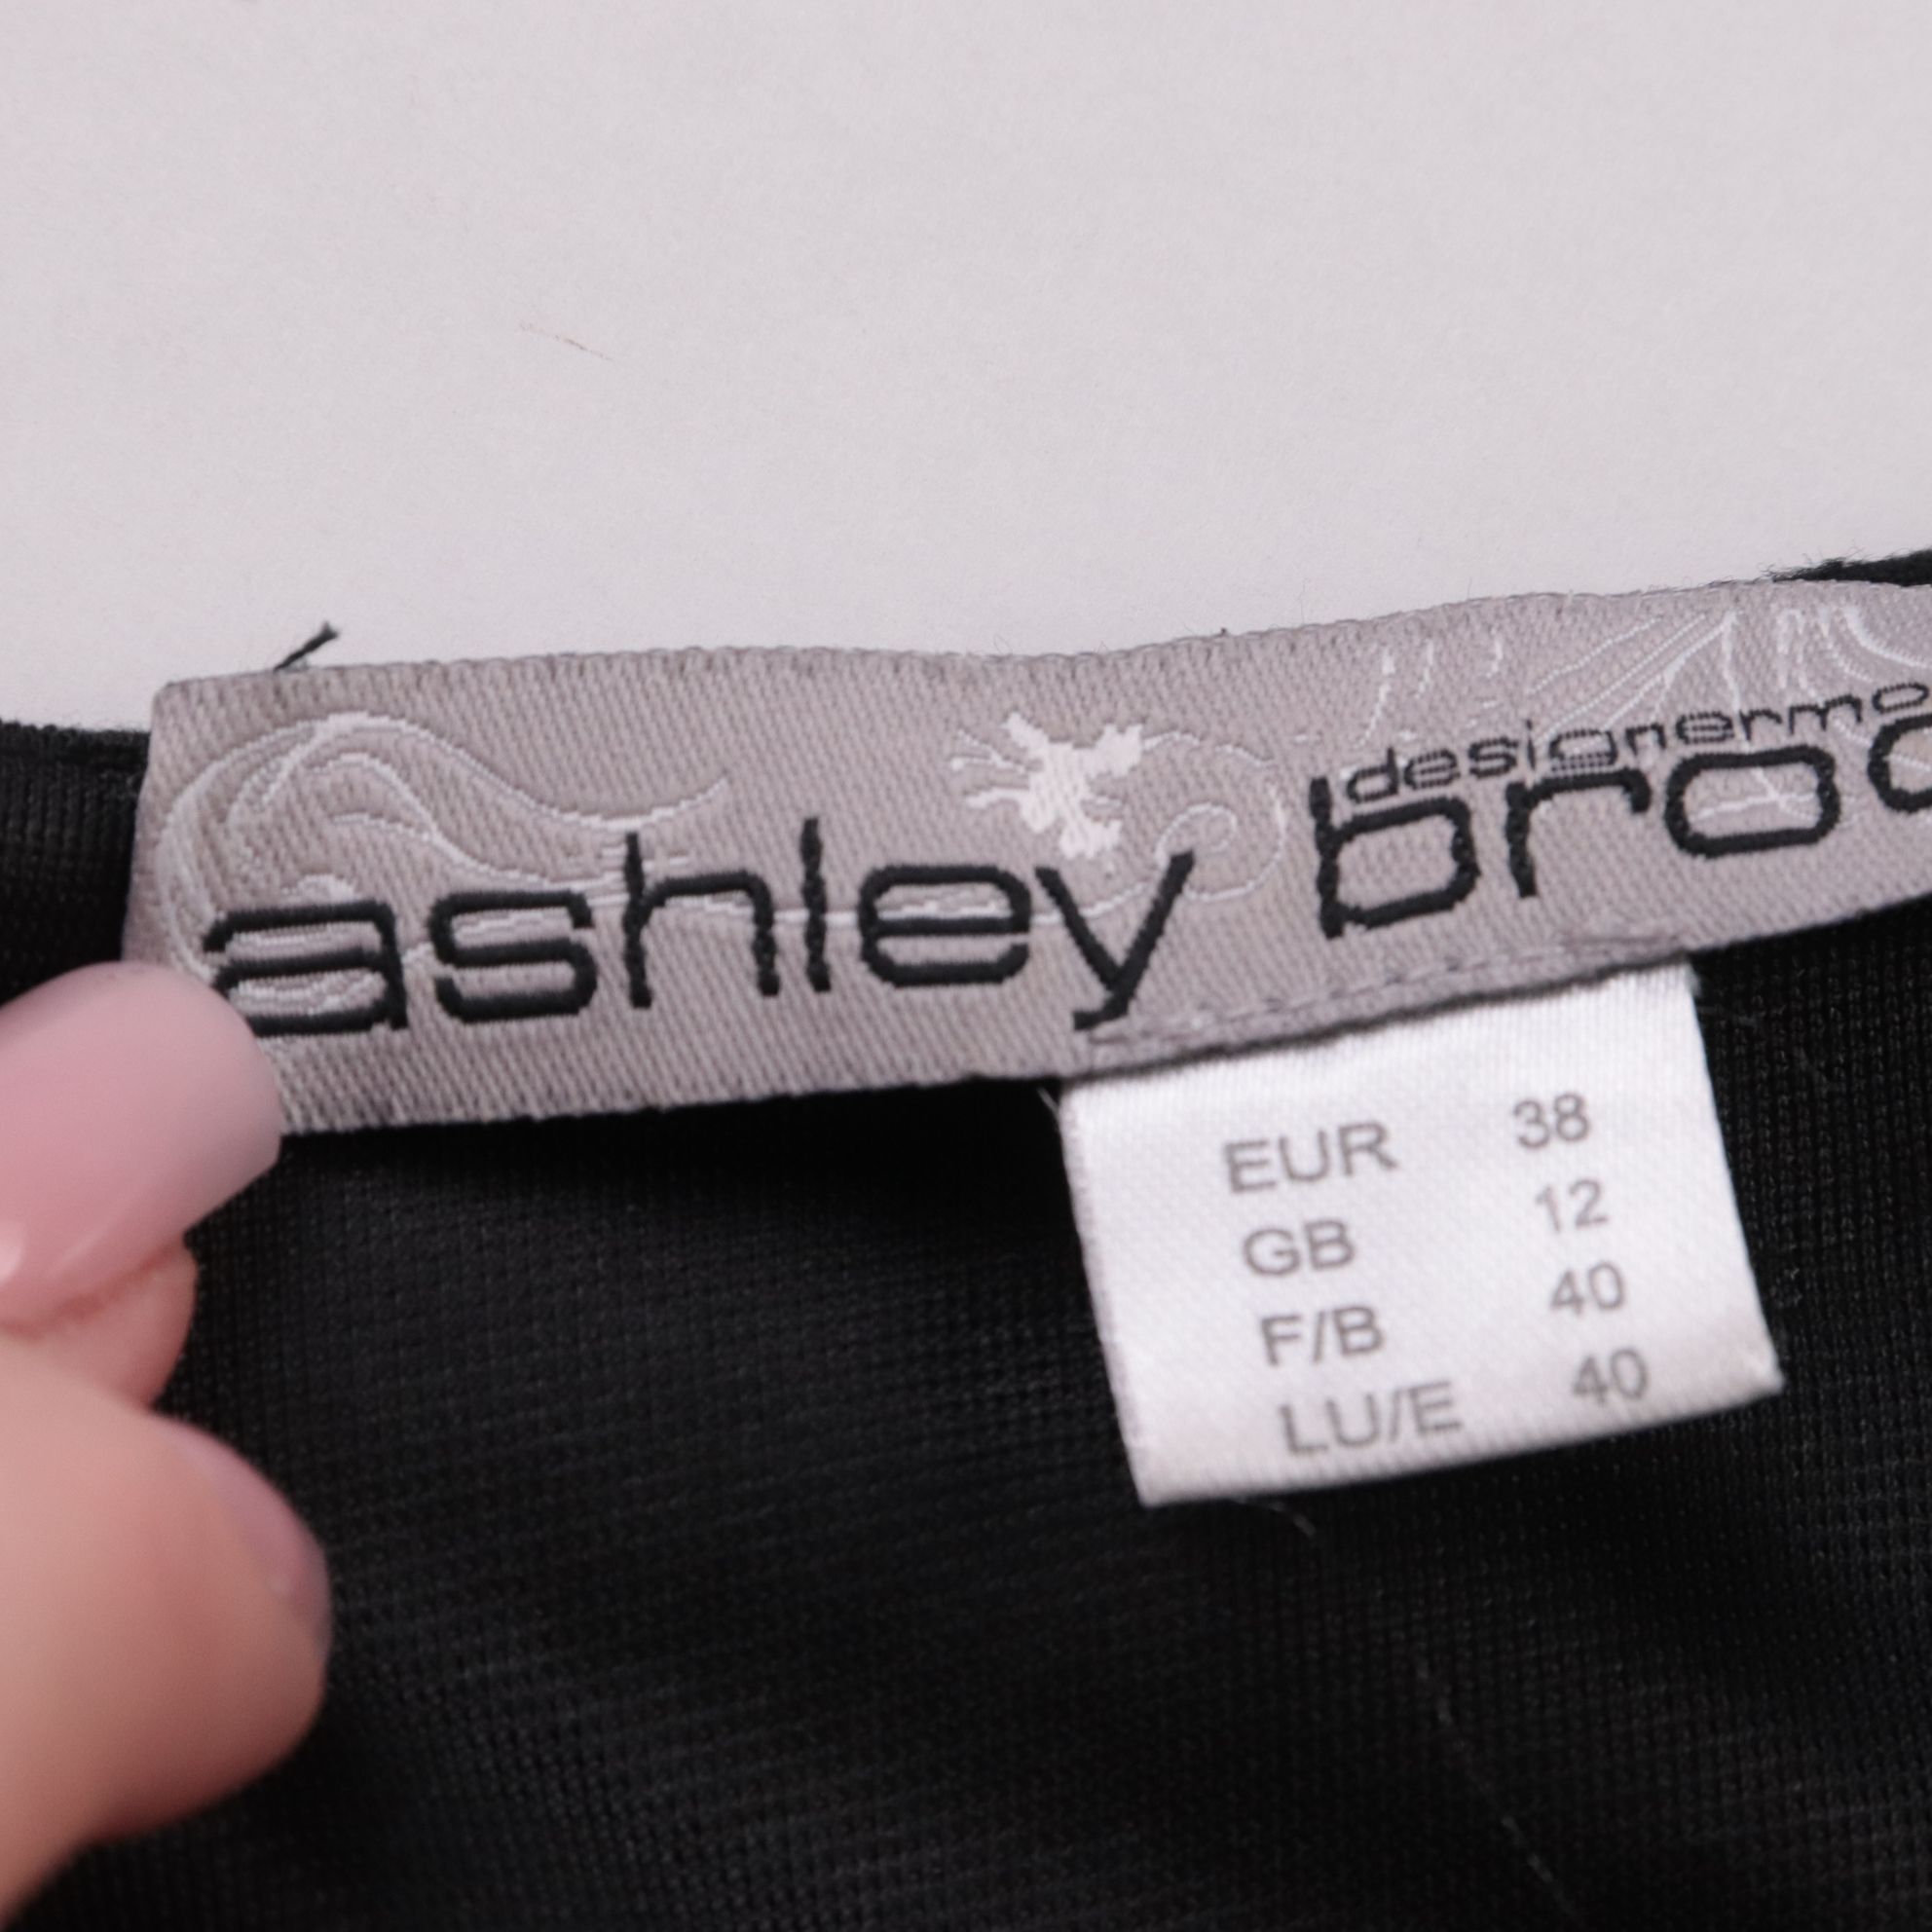 designermo
ashley broo
EUR 38
GB 12
F/B 40
LU/E 40